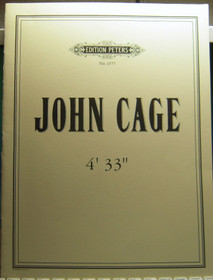 EDITION PETERS
JOHN CAGE
4' 33"